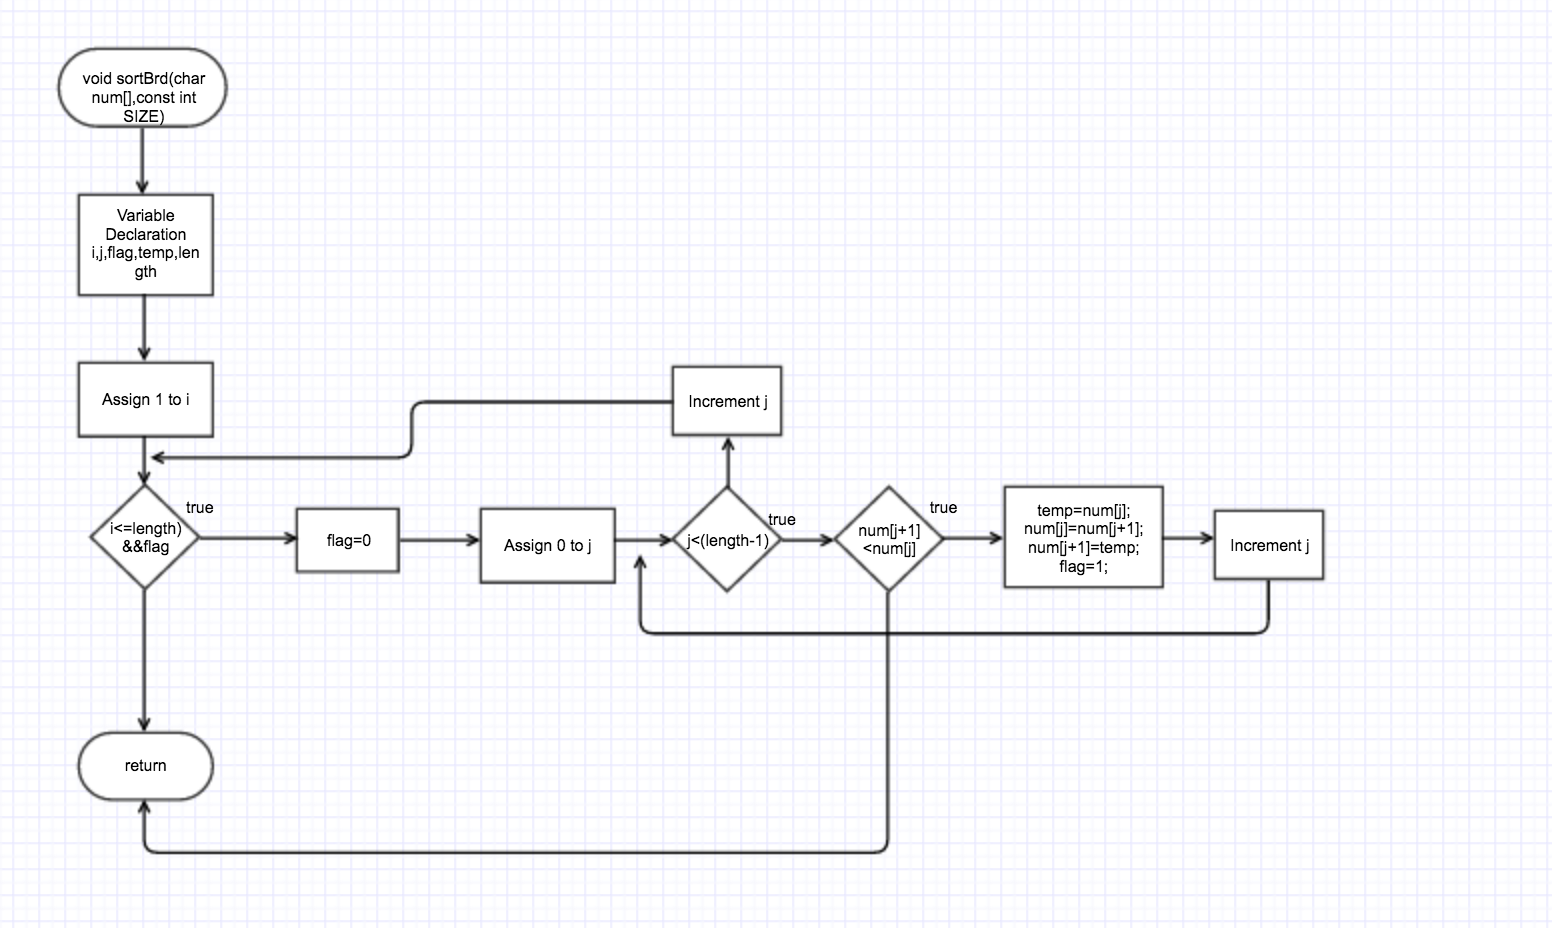 void sortBrd(char
num[],const int
SIZE)
Variable
Declaration
i,j,flag,temp,len
gth
Assign 1 to i
i<=length)
&&flag
true
flag=0
Assign 0 to j
Increment j
j<(length-1)
true
num[j+1]
<num[j]
true
temp=num[j];
num[j]=num[j+1];
num[j+1]=temp;
flag=1;
Increment j
return